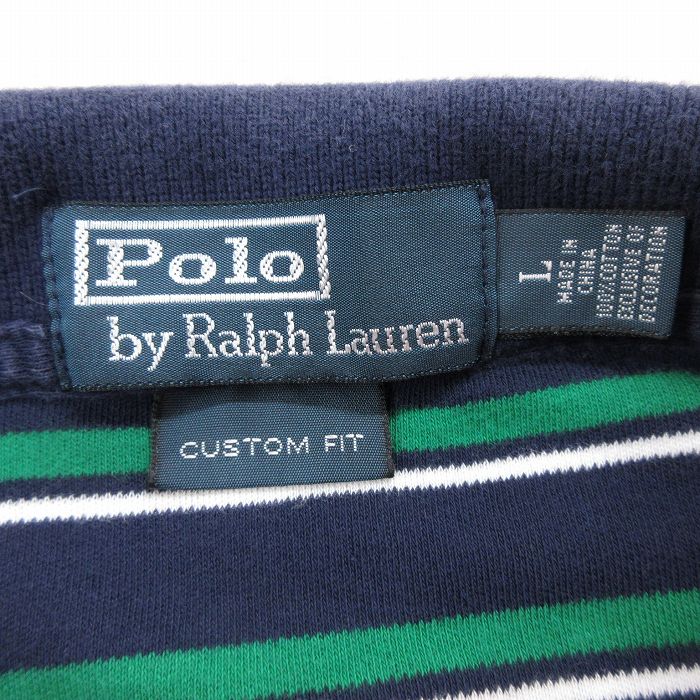 Polo
by Ralph Lauren
CUSTOM FIT
L
MADE IN
CHINA
100%COTTON
EXCLUSIVE OF
DECORATION